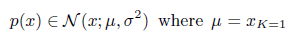 p(x) ∈ 𝒩(x; μ, σ²) where μ = x_{K=1}